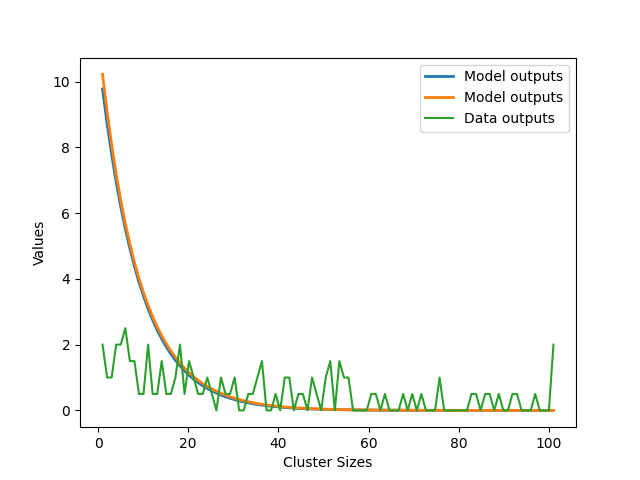 Model outputs
Model outputs
Data outputs
10
8
6
4
2
0
Values
0 20 40 60 80 100
Cluster Sizes